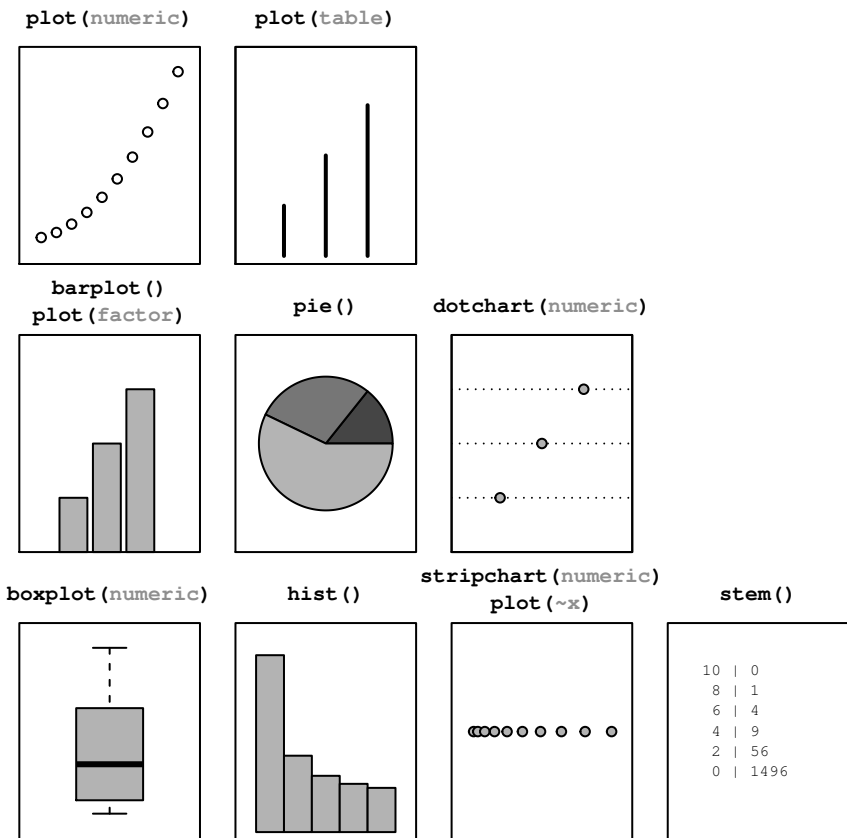 plot(numeric)
plot(table)
barplot()
plot(factor)
pie()
dotchart(numeric)
boxplot(numeric)
hist()
stripchart(numeric)
plot(~x)
stem()
10 | 0
8 | 1
6 | 4
4 | 9
2 | 56
0 | 1496